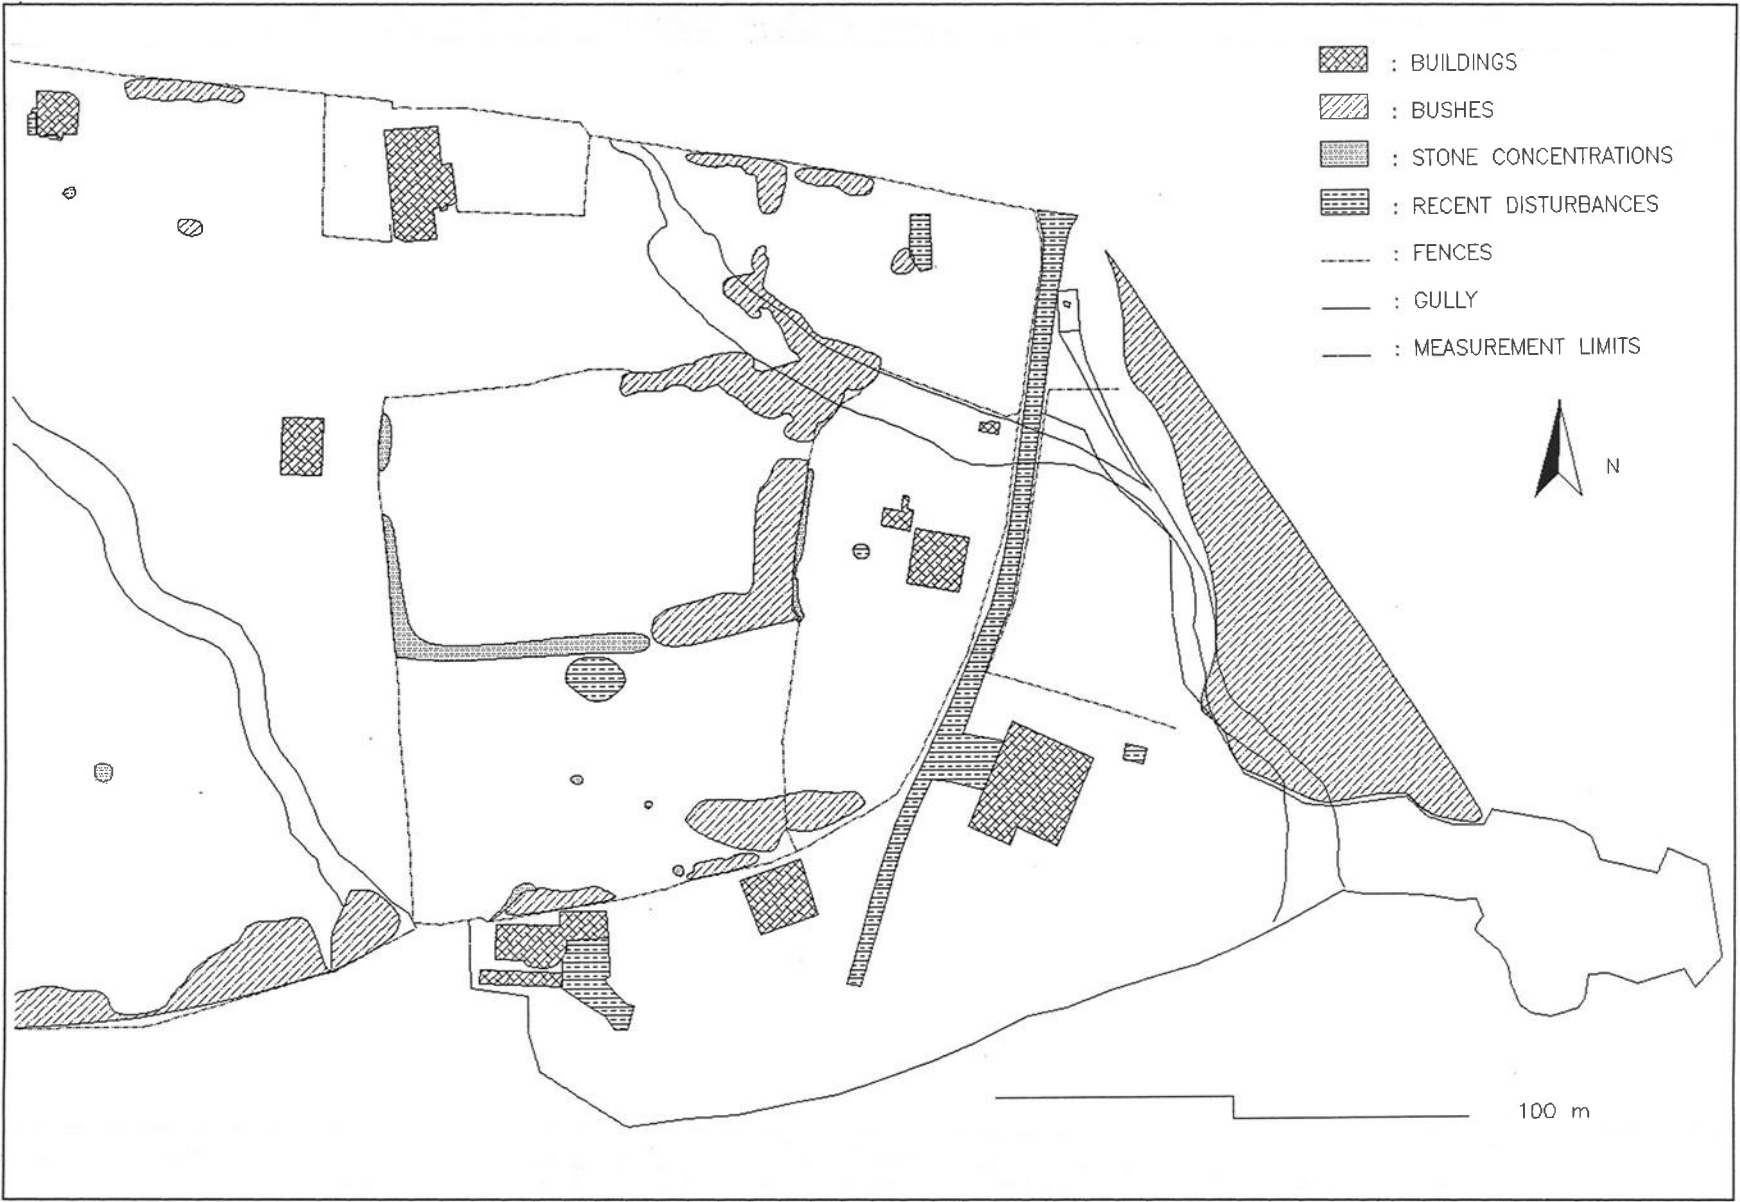 : BUILDINGS
: BUSHES
: STONE CONCENTRATIONS
: RECENT DISTURBANCES
: FENCES
: GULLY
: MEASUREMENT LIMITS
N
100 m